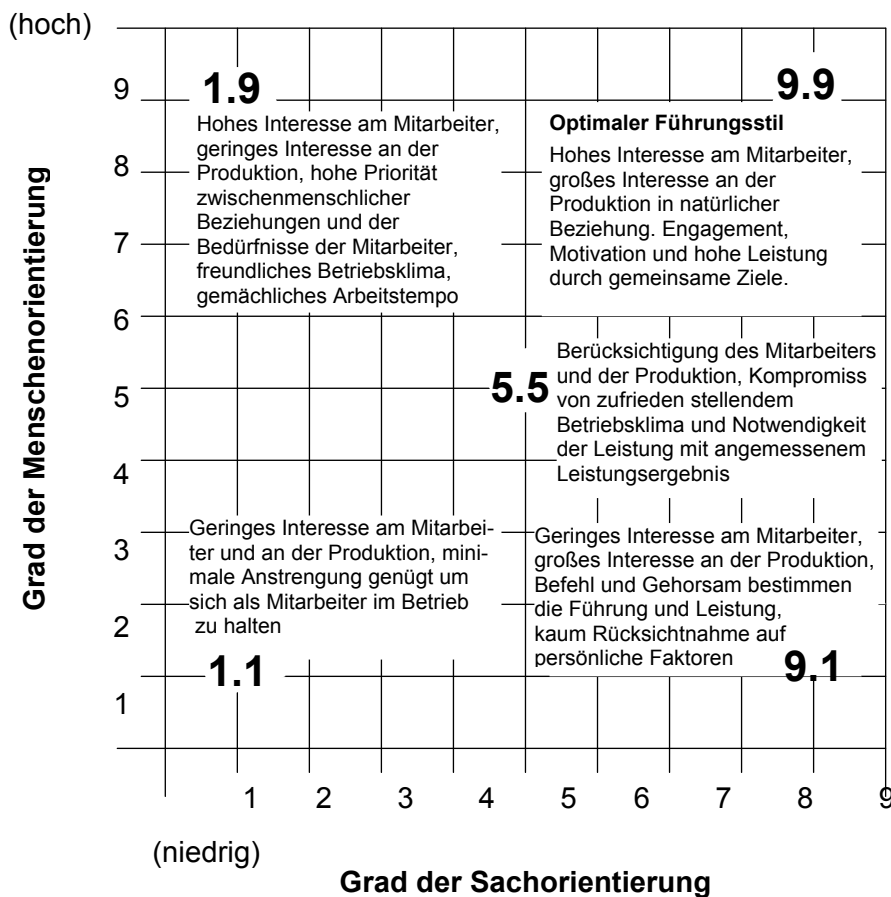 (hoch)
9
1.9
9.9
Hohes Interesse am Mitarbeiter,
geringes Interesse an der
Produktion, hohe Priorität
zwischenmenschlicher
Beziehungen und der
Bedürfnisse der Mitarbeiter,
freundliches Betriebsklima,
gemächliches Arbeitstempo
Optimaler Führungsstil
Hohes Interesse am Mitarbeiter,
großes Interesse an der
Produktion in natürlicher
Beziehung. Engagement,
Motivation und hohe Leistung
durch gemeinsame Ziele.
8
7
6
5.5
Berücksichtigung des Mitarbeiters
und der Produktion, Kompromiss
von zufrieden stellendem
Betriebsklima und Notwendigkeit
der Leistung mit angemessenem
Leistungsergebnis
5
4
Geringes Interesse am Mitarbei-
ter und an der Produktion, mini-
male Anstrengung genügt um
sich als Mitarbeiter im Betrieb
zu halten
1.1
Geringes Interesse am Mitarbeiter,
großes Interesse an der Produktion,
Befehl und Gehorsam bestimmen
die Führung und Leistung,
kaum Rücksichtnahme auf
persönliche Faktoren
9.1
3
2
1
Grad der Menschenorientierung
1 2 3 4 5 6 7 8 9
(niedrig)
Grad der Sachorientierung